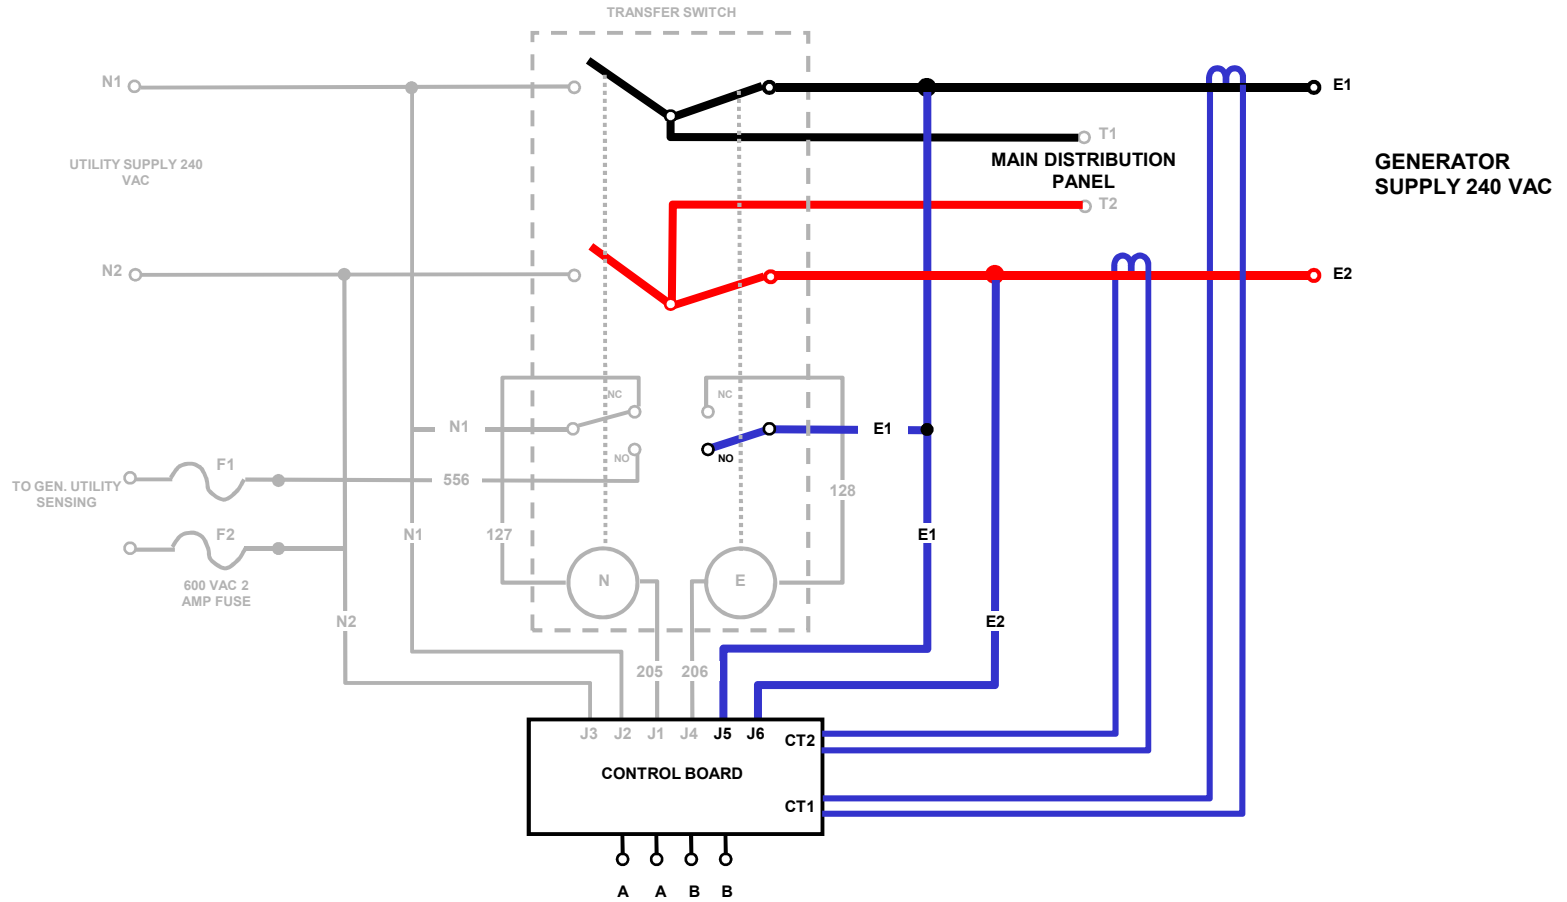 TRANSFER SWITCH
N1
E1
T1
UTILITY SUPPLY 240
VAC
MAIN DISTRIBUTION
PANEL
GENERATOR
SUPPLY 240 VAC
T2
N2
E2
NC
NC
N1
E1
NO
NO
F1
TO GEN. UTILITY
SENSING
556
128
F2
N1
127
E1
600 VAC 2
AMP FUSE
N
E
N2
E2
205
206
J3
J2
J1
J4
J5
J6
CT2
CONTROL BOARD
CT1
A
A
B
B